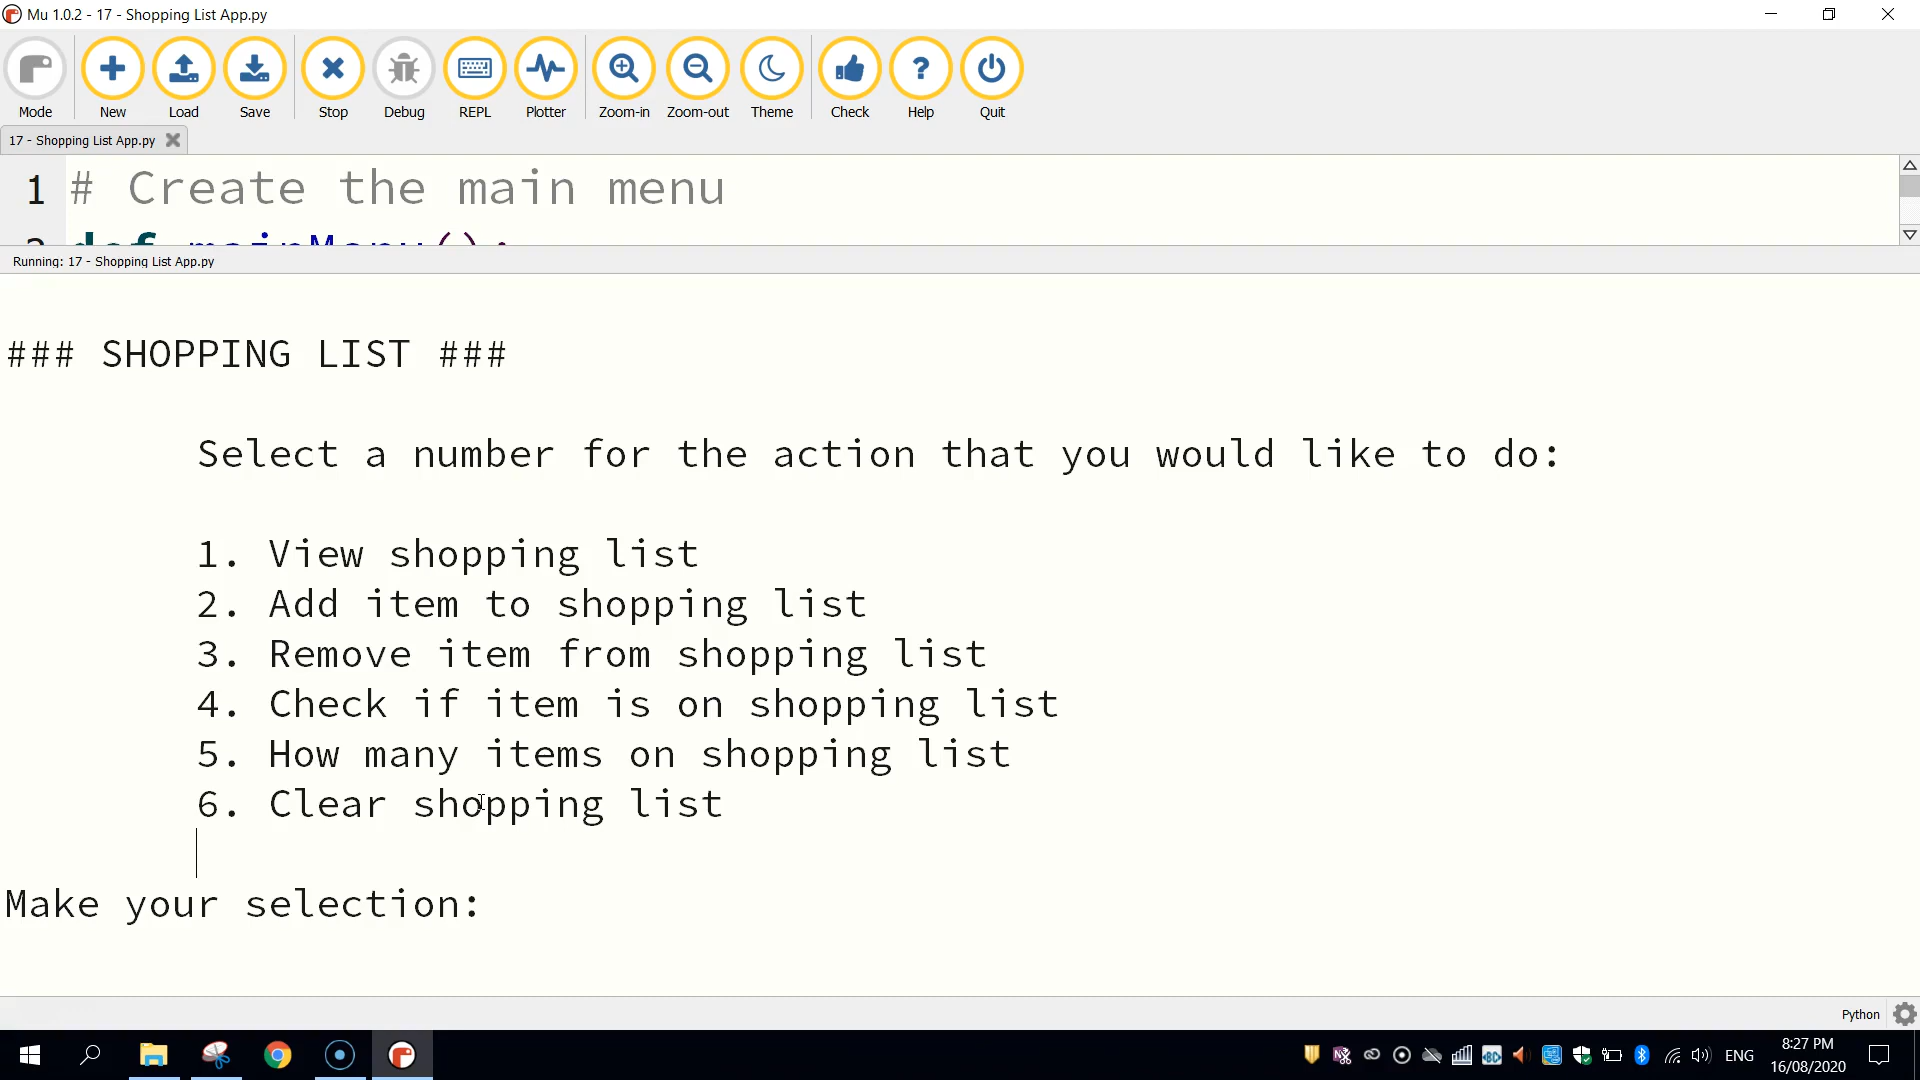 Mu 1.0.2 - 17 - Shopping List App.py
Mode New Load Save Stop Debug REPL Plotter Zoom-in Zoom-out Theme Check Help Quit
17 - Shopping List App.py
1 # Create the main menu
2 def mainMenu():
Running: 17 - Shopping List App.py
### SHOPPING LIST ###
Select a number for the action that you would like to do:
1. View shopping list
2. Add item to shopping list
3. Remove item from shopping list
4. Check if item is on shopping list
5. How many items on shopping list
6. Clear shopping list
Make your selection:
Python
ENG
8:27 PM
16/08/2020